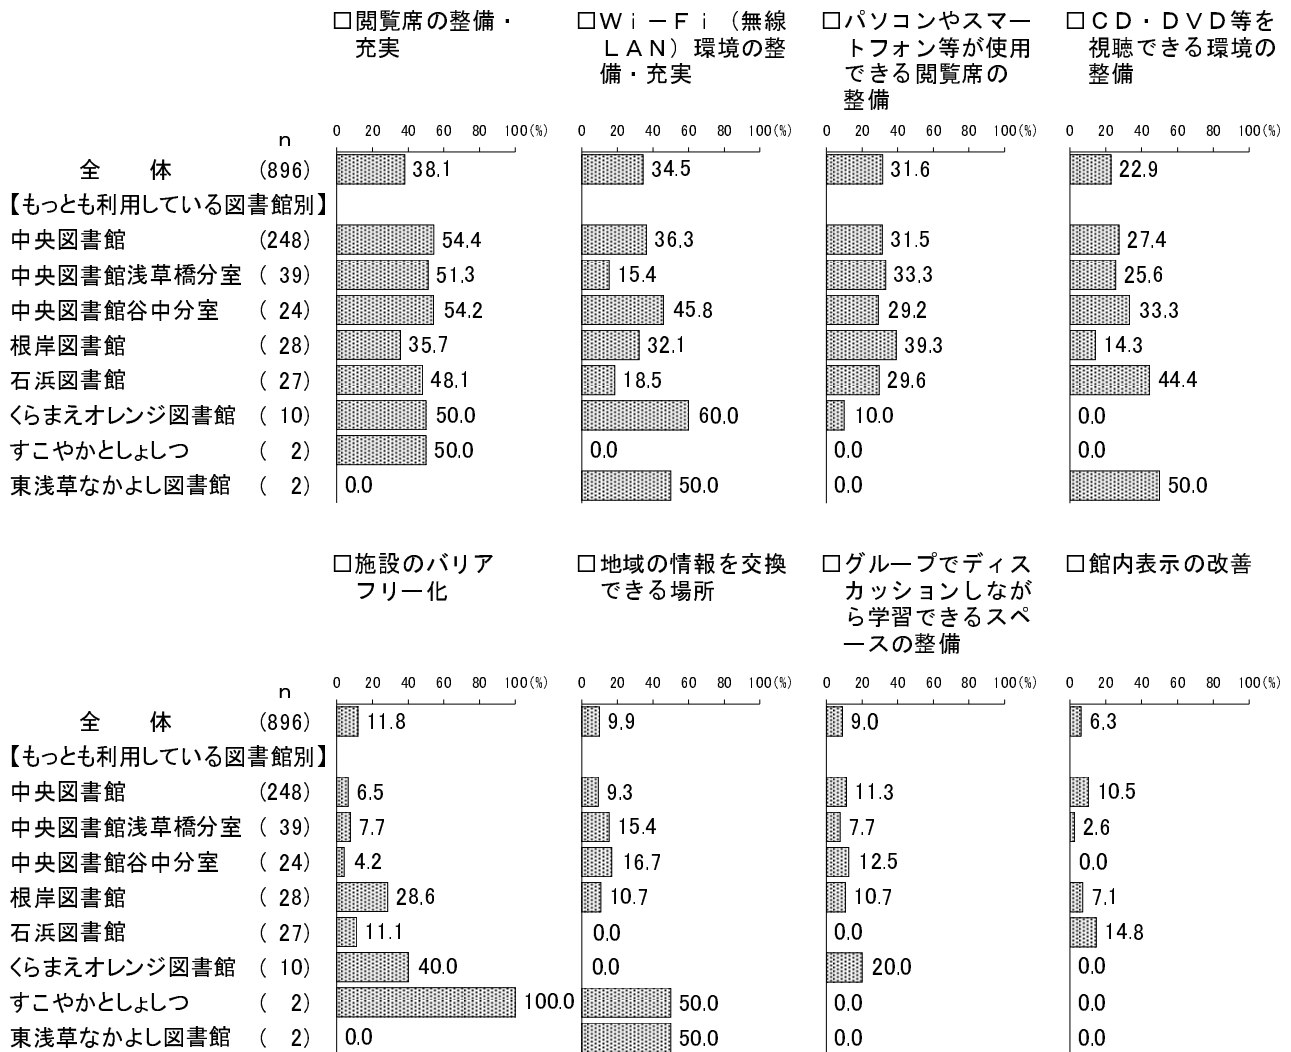 □閲覧席の整備・
充実
□Ｗｉ－Ｆｉ（無線
ＬＡＮ）環境の整
備・充実
□パソコンやスマー
トフォン等が使用
できる閲覧席の
整備
□ＣＤ・ＤＶＤ等を
視聴できる環境の
整備
n 0 20 40 60 80 100(%) 0 20 40 60 80 100(%) 0 20 40 60 80 100(%) 0 20 40 60 80 100(%)
全 体 (896) 38.1 34.5 31.6 22.9
【もっとも利用している図書館別】
中央図書館 (248) 54.4 36.3 31.5 27.4
中央図書館浅草橋分室 ( 39) 51.3 15.4 33.3 25.6
中央図書館谷中分室 ( 24) 54.2 45.8 29.2 33.3
根岸図書館 ( 28) 35.7 32.1 39.3 14.3
石浜図書館 ( 27) 48.1 18.5 29.6 44.4
くらまえオレンジ図書館 ( 10) 50.0 60.0 10.0 0.0
すこやかとしょしつ ( 2) 50.0 0.0 0.0 0.0
東浅草なかよし図書館 ( 2) 0.0 50.0 0.0 50.0
□施設のバリア
フリー化
□地域の情報を交換
できる場所
□グループでディス
カッションしなが
ら学習できるスペ
ースの整備
□館内表示の改善
n 0 20 40 60 80 100(%) 0 20 40 60 80 100(%) 0 20 40 60 80 100(%) 0 20 40 60 80 100(%)
全 体 (896) 11.8 9.9 9.0 6.3
【もっとも利用している図書館別】
中央図書館 (248) 6.5 9.3 11.3 10.5
中央図書館浅草橋分室 ( 39) 7.7 15.4 7.7 2.6
中央図書館谷中分室 ( 24) 4.2 16.7 12.5 0.0
根岸図書館 ( 28) 28.6 10.7 10.7 7.1
石浜図書館 ( 27) 11.1 0.0 0.0 14.8
くらまえオレンジ図書館 ( 10) 40.0 0.0 20.0 0.0
すこやかとしょしつ ( 2) 100.0 50.0 0.0 0.0
東浅草なかよし図書館 ( 2) 0.0 50.0 0.0 0.0